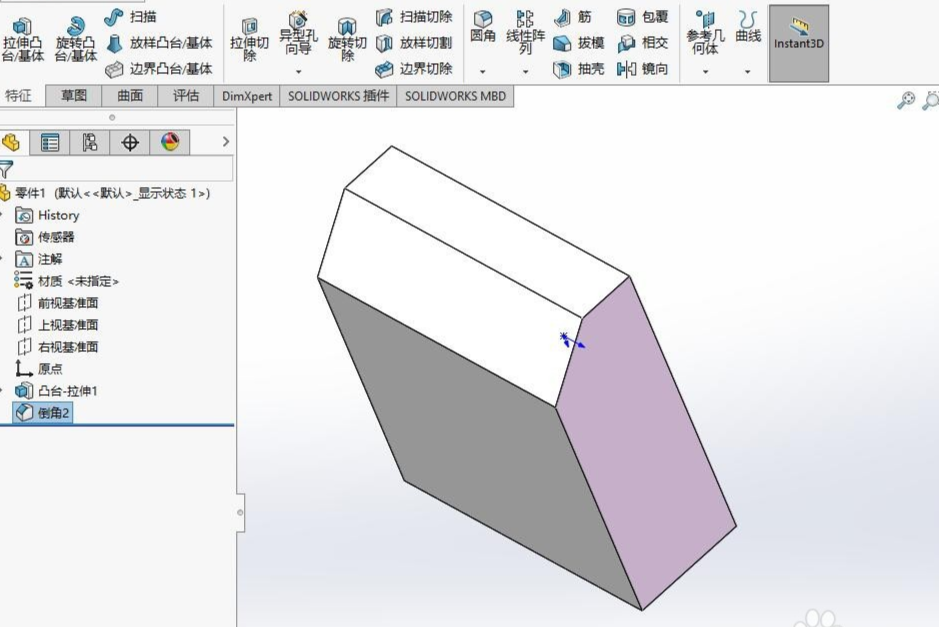 拉伸凸台/基体
旋转凸台/基体
扫描
放样凸台/基体
边界凸台/基体
拉伸切除
异型孔向导
旋转切除
扫描切除
放样切割
边界切除
圆角
线性阵列
筋
拔模
抽壳
包覆
相交
镜向
参考几何体
曲线
Instant3D
特征
草图
曲面
评估
DimXpert
SOLIDWORKS 插件
SOLIDWORKS MBD
零件1 (默认<<默认>_显示状态 1>)
History
传感器
注解
材质 <未指定>
前视基准面
上视基准面
右视基准面
原点
凸台-拉伸1
倒角2